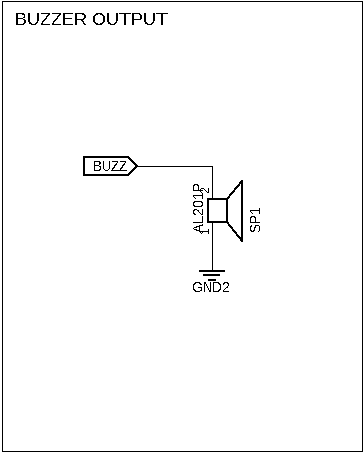 BUZZER OUTPUT
BUZZ
AL201P
2
1
SP1
GND2